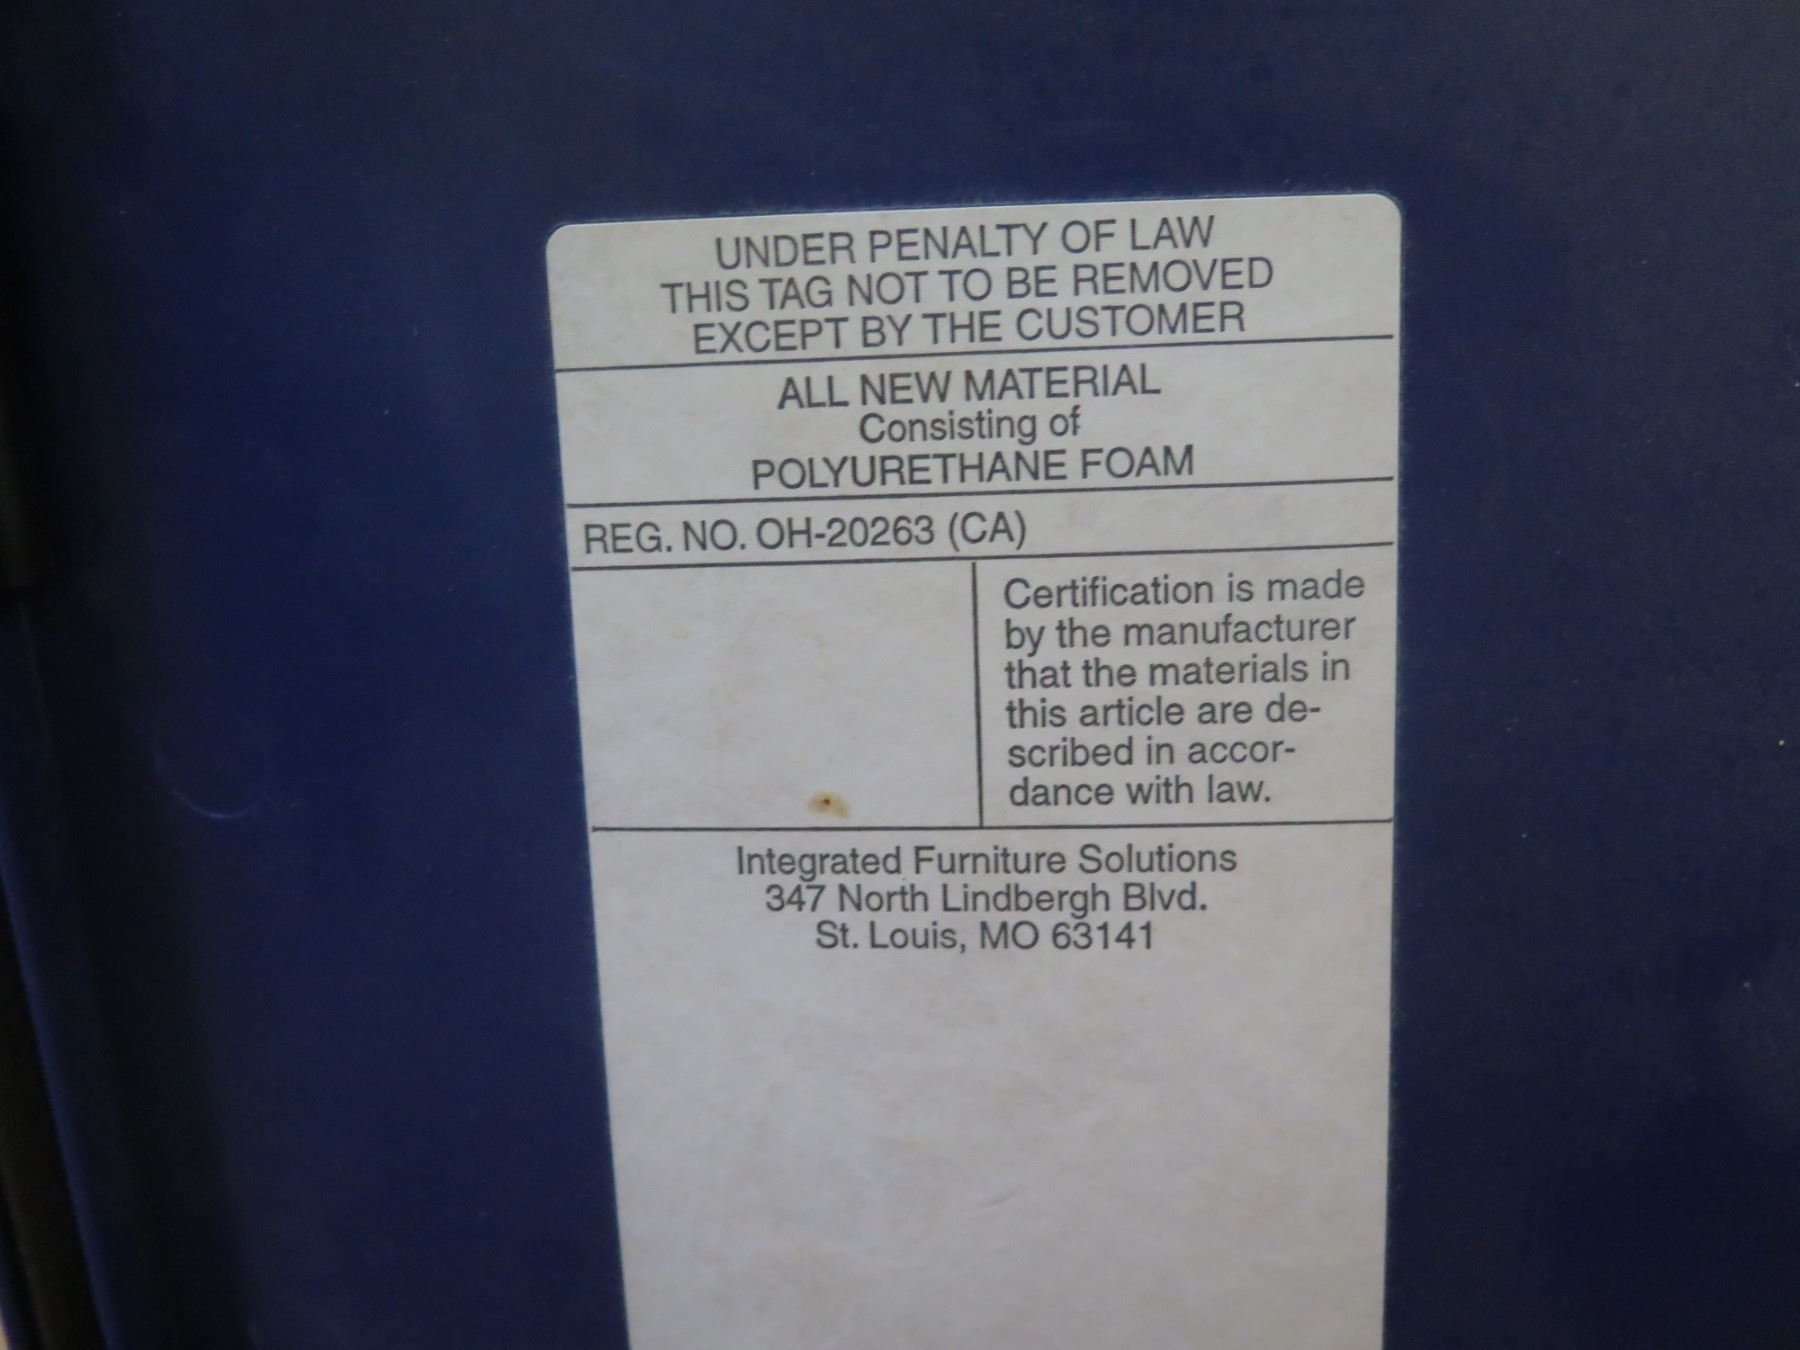 UNDER PENALTY OF LAW
THIS TAG NOT TO BE REMOVED
EXCEPT BY THE CUSTOMER
ALL NEW MATERIAL
Consisting of
POLYURETHANE FOAM
REG. NO. OH-20263 (CA)
Certification is made
by the manufacturer
that the materials in
this article are de-
scribed in accor-
dance with law.
Integrated Furniture Solutions
347 North Lindbergh Blvd.
St. Louis, MO 63141